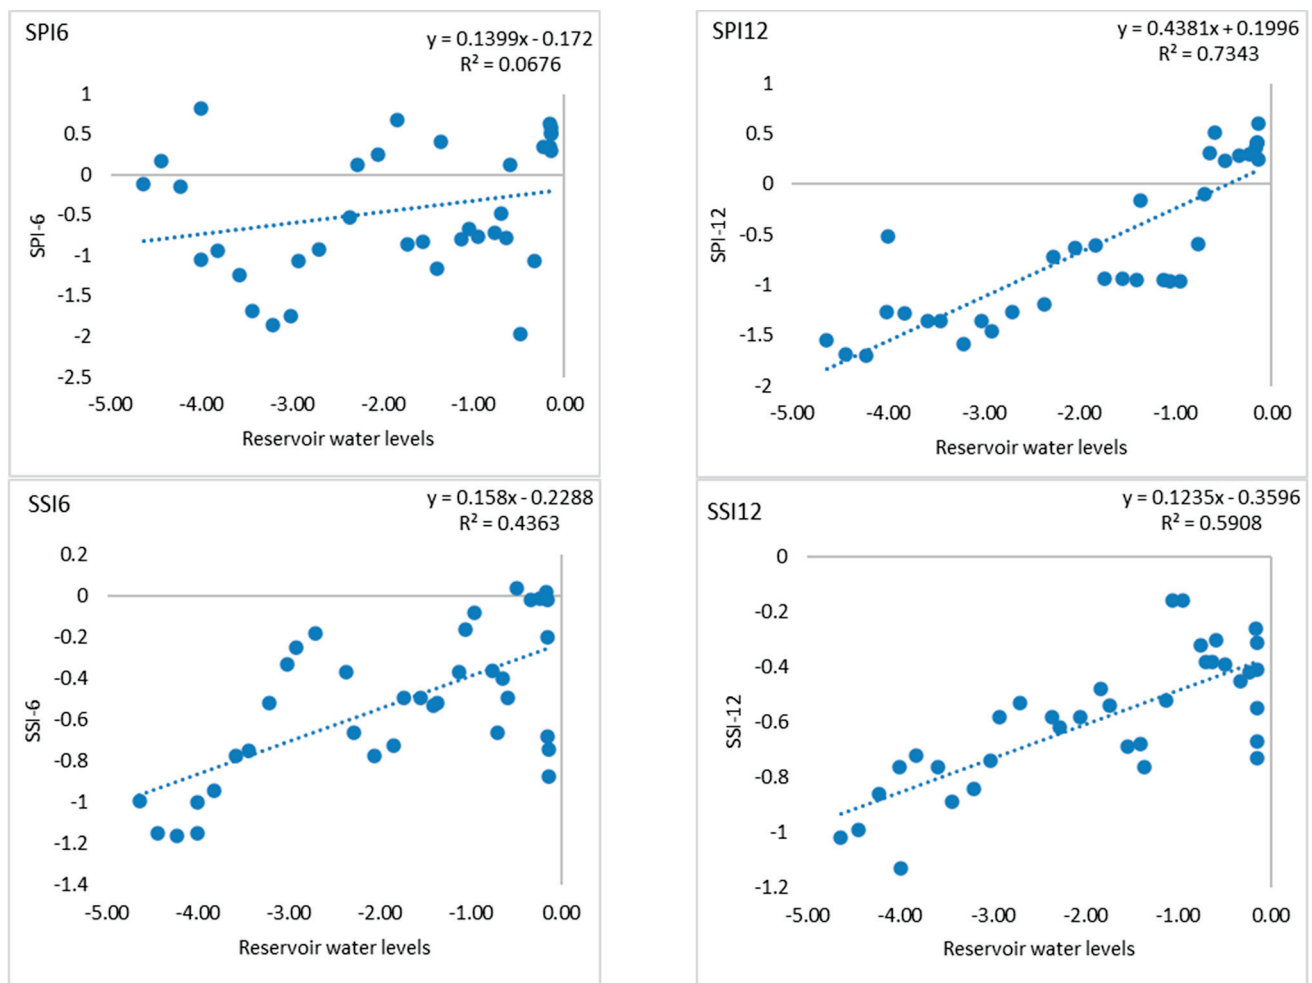 SPI6
y = 0.1399x - 0.172
R² = 0.0676
1
0.5
0
-0.5
-1
-1.5
-2
-2.5
SPI-6
-5.00 -4.00 -3.00 -2.00 -1.00 0.00
Reservoir water levels
SPI12
y = 0.4381x + 0.1996
R² = 0.7343
1
0.5
0
-0.5
-1
-1.5
-2
SPI-12
-5.00 -4.00 -3.00 -2.00 -1.00 0.00
Reservoir water levels
SSI6
y = 0.158x - 0.2288
R² = 0.4363
0.2
0
-0.2
-0.4
-0.6
-0.8
-1
-1.2
-1.4
SSI-6
-5.00 -4.00 -3.00 -2.00 -1.00 0.00
Reservoir water levels
SSI12
y = 0.1235x - 0.3596
R² = 0.5908
0
-0.2
-0.4
-0.6
-0.8
-1
-1.2
SSI-12
-5.00 -4.00 -3.00 -2.00 -1.00 0.00
Reservoir water levels